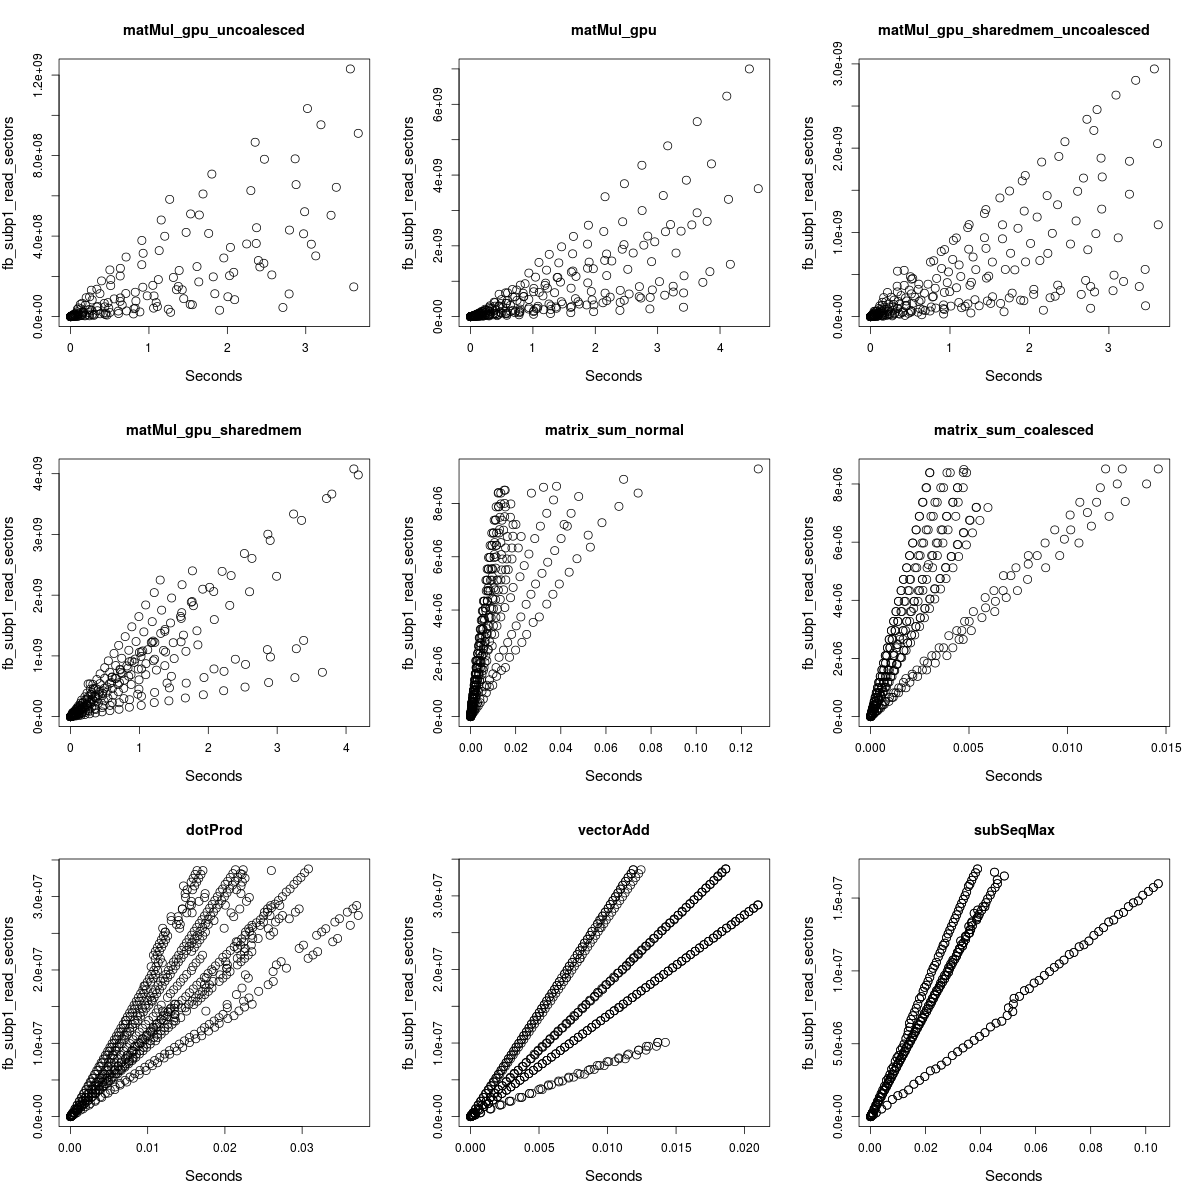 matMul_gpu_uncoalesced
matMul_gpu
matMul_gpu_sharedmem_uncoalesced
fb_subp1_read_sectors
0.0e+00 4.0e+08 8.0e+08 1.2e+09
0 1 2 3
Seconds
fb_subp1_read_sectors
0e+00 2e+09 4e+09 6e+09
0 1 2 3 4
Seconds
fb_subp1_read_sectors
0.0e+00 1.0e+09 2.0e+09 3.0e+09
0 1 2 3
Seconds
matMul_gpu_sharedmem
matrix_sum_normal
matrix_sum_coalesced
fb_subp1_read_sectors
0e+00 1e+09 2e+09 3e+09 4e+09
0 1 2 3 4
Seconds
fb_subp1_read_sectors
0e+00 2e+06 4e+06 6e+06 8e+06
0.00 0.02 0.04 0.06 0.08 0.10 0.12
Seconds
fb_subp1_read_sectors
0e+00 2e+06 4e+06 6e+06 8e+06
0.000 0.005 0.010 0.015
Seconds
dotProd
vectorAdd
subSeqMax
fb_subp1_read_sectors
0.0e+00 1.0e+07 2.0e+07 3.0e+07
0.00 0.01 0.02 0.03
Seconds
fb_subp1_read_sectors
0.0e+00 1.0e+07 2.0e+07 3.0e+07
0.000 0.005 0.010 0.015 0.020
Seconds
fb_subp1_read_sectors
0.0e+00 5.0e+06 1.0e+07 1.5e+07
0.00 0.02 0.04 0.06 0.08 0.10
Seconds